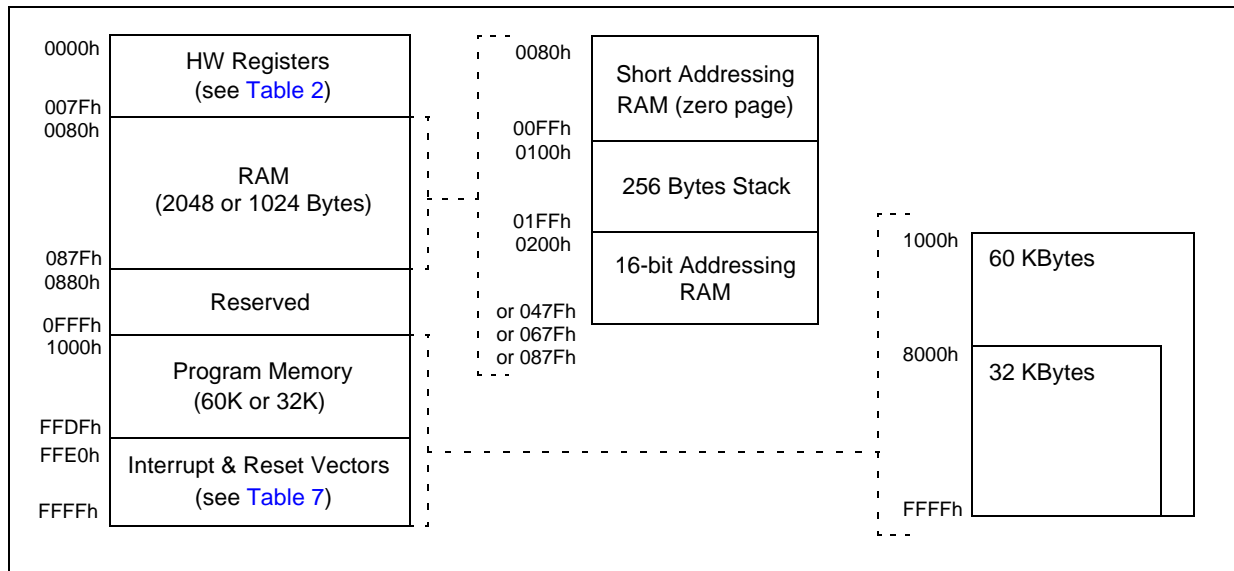 0000h
HW Registers
(see Table 2)
007Fh
0080h
RAM
(2048 or 1024 Bytes)
087Fh
0880h
Reserved
0FFFh
1000h
Program Memory
(60K or 32K)
FFDFh
FFE0h
Interrupt & Reset Vectors
(see Table 7)
FFFFh
0080h
Short Addressing
RAM (zero page)
00FFh
0100h
256 Bytes Stack
01FFh
0200h
16-bit Addressing
RAM
or 047Fh
or 067Fh
or 087Fh
1000h
60 KBytes
8000h
32 KBytes
FFFFh